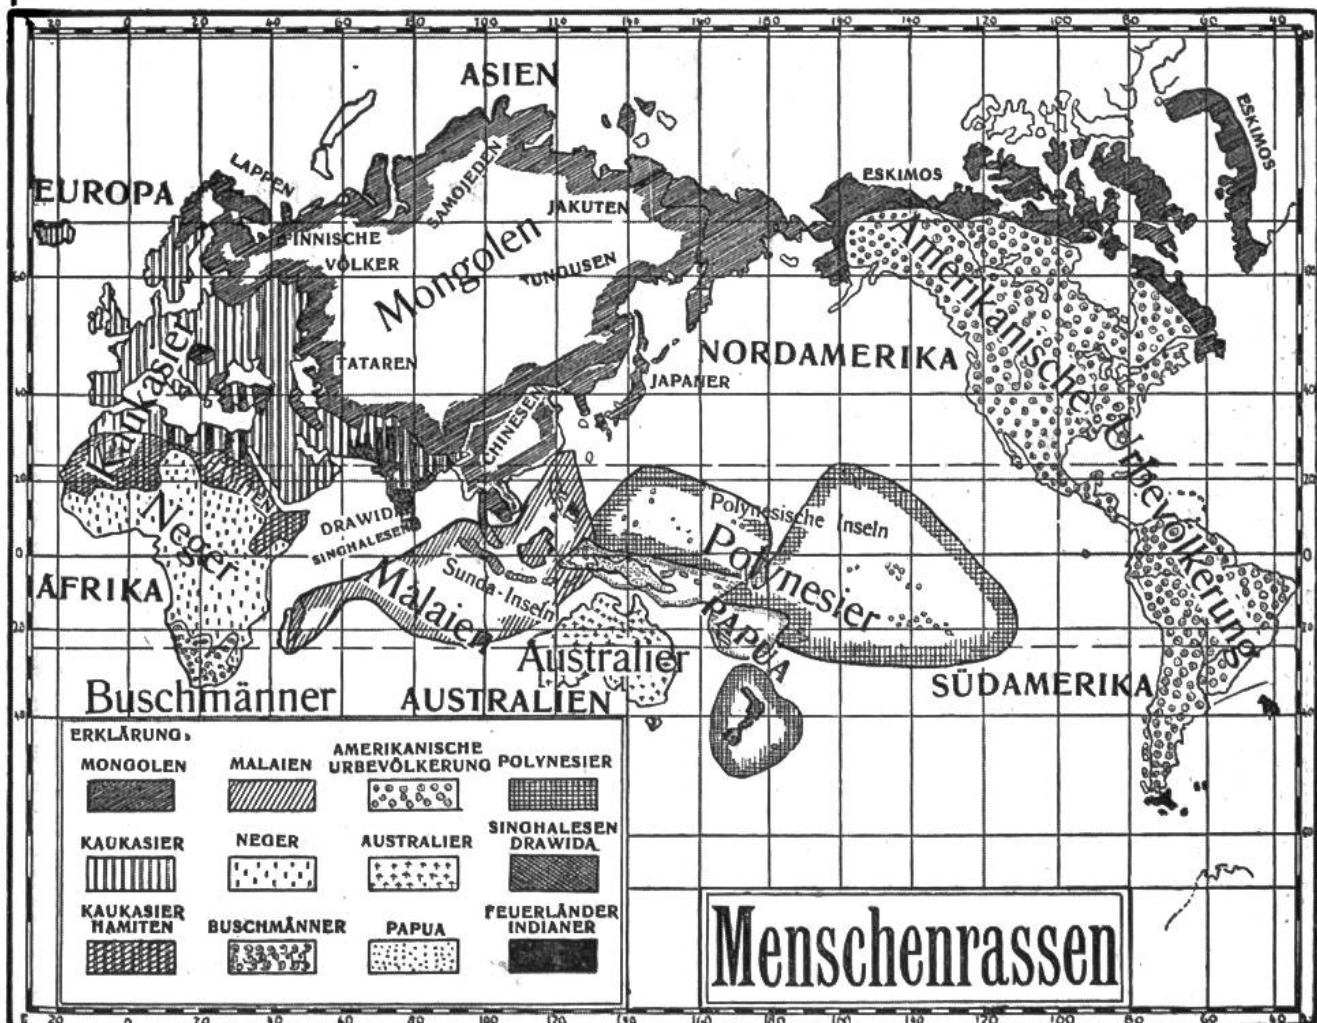 ASIEN
EUROPA
LAPPEN
SAMOJEDEN
ESKIMOS
ESKIMOS
FINNISCHE
VÖLKER
JAKUTEN
Mongolen
TUNGUSEN
Amerikanische Urbevölkerung
Kaukasier
TATAREN
NORDAMERIKA
JAPANER
CHINESEN
Neger
DRAWIDA
SINGHALESEN
Polynesische Inseln
Polynesier
AFRIKA
Malaien
Sunda-Inseln
PAPUA
Australier
Buschmänner
AUSTRALIEN
SÜDAMERIKA
ERKLÄRUNG:
MONGOLEN
MALAIEN
AMERIKANISCHE
URBEVÖLKERUNG
POLYNESIER
KAUKASIER
NEGER
AUSTRALIER
SINGHALESEN
DRAWIDA
KAUKASIER
HAMITEN
BUSCHMÄNNER
PAPUA
FEUERLÄNDER
INDIANER
Menschenrassen